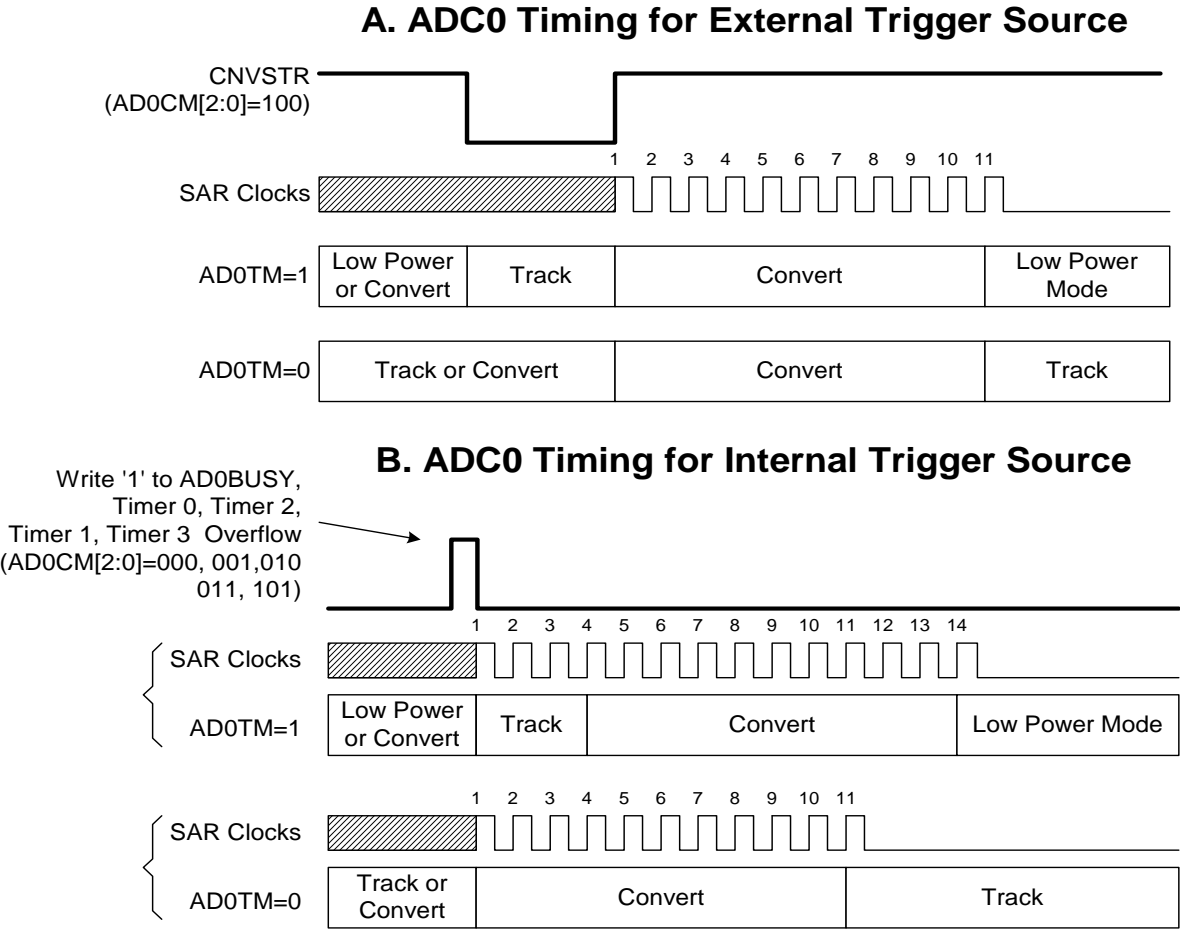 A. ADC0 Timing for External Trigger Source
CNVSTR
(AD0CM[2:0]=100)
1 2 3 4 5 6 7 8 9 10 11
SAR Clocks
AD0TM=1
Low Power
or Convert
Track
Convert
Low Power
Mode
AD0TM=0
Track or Convert
Convert
Track
B. ADC0 Timing for Internal Trigger Source
Write '1' to AD0BUSY,
Timer 0, Timer 2,
Timer 1, Timer 3 Overflow
(AD0CM[2:0]=000, 001,010
011, 101)
1 2 3 4 5 6 7 8 9 10 11 12 13 14
SAR Clocks
AD0TM=1
Low Power
or Convert
Track
Convert
Low Power Mode
1 2 3 4 5 6 7 8 9 10 11
SAR Clocks
AD0TM=0
Track or
Convert
Convert
Track